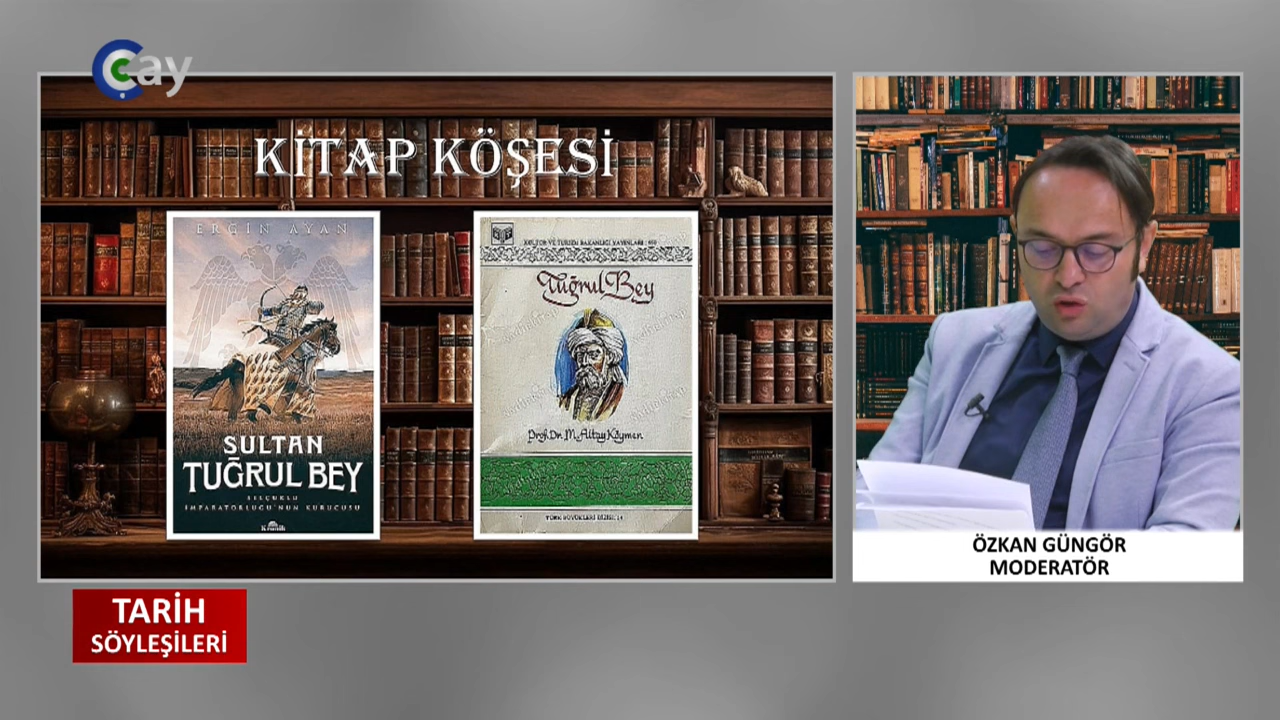 Çay
KİTAP KÖŞESİ
ERGİN AYAN
SULTAN
TUĞRUL BEY
SELÇUKLU
İMPARATORLUĞU'NUN KURUCUSU
Kronik
KÜLTÜR VE TURİZM BAKANLIĞI YAYINLARI
Tuğrul Bey
Prof. Dr. M. Altay Köymen
TÜRK BÜYÜKLERİ DİZİSİ
ÖZKAN GÜNGÖR
MODERATÖR
TARİH
SÖYLEŞİLERİ